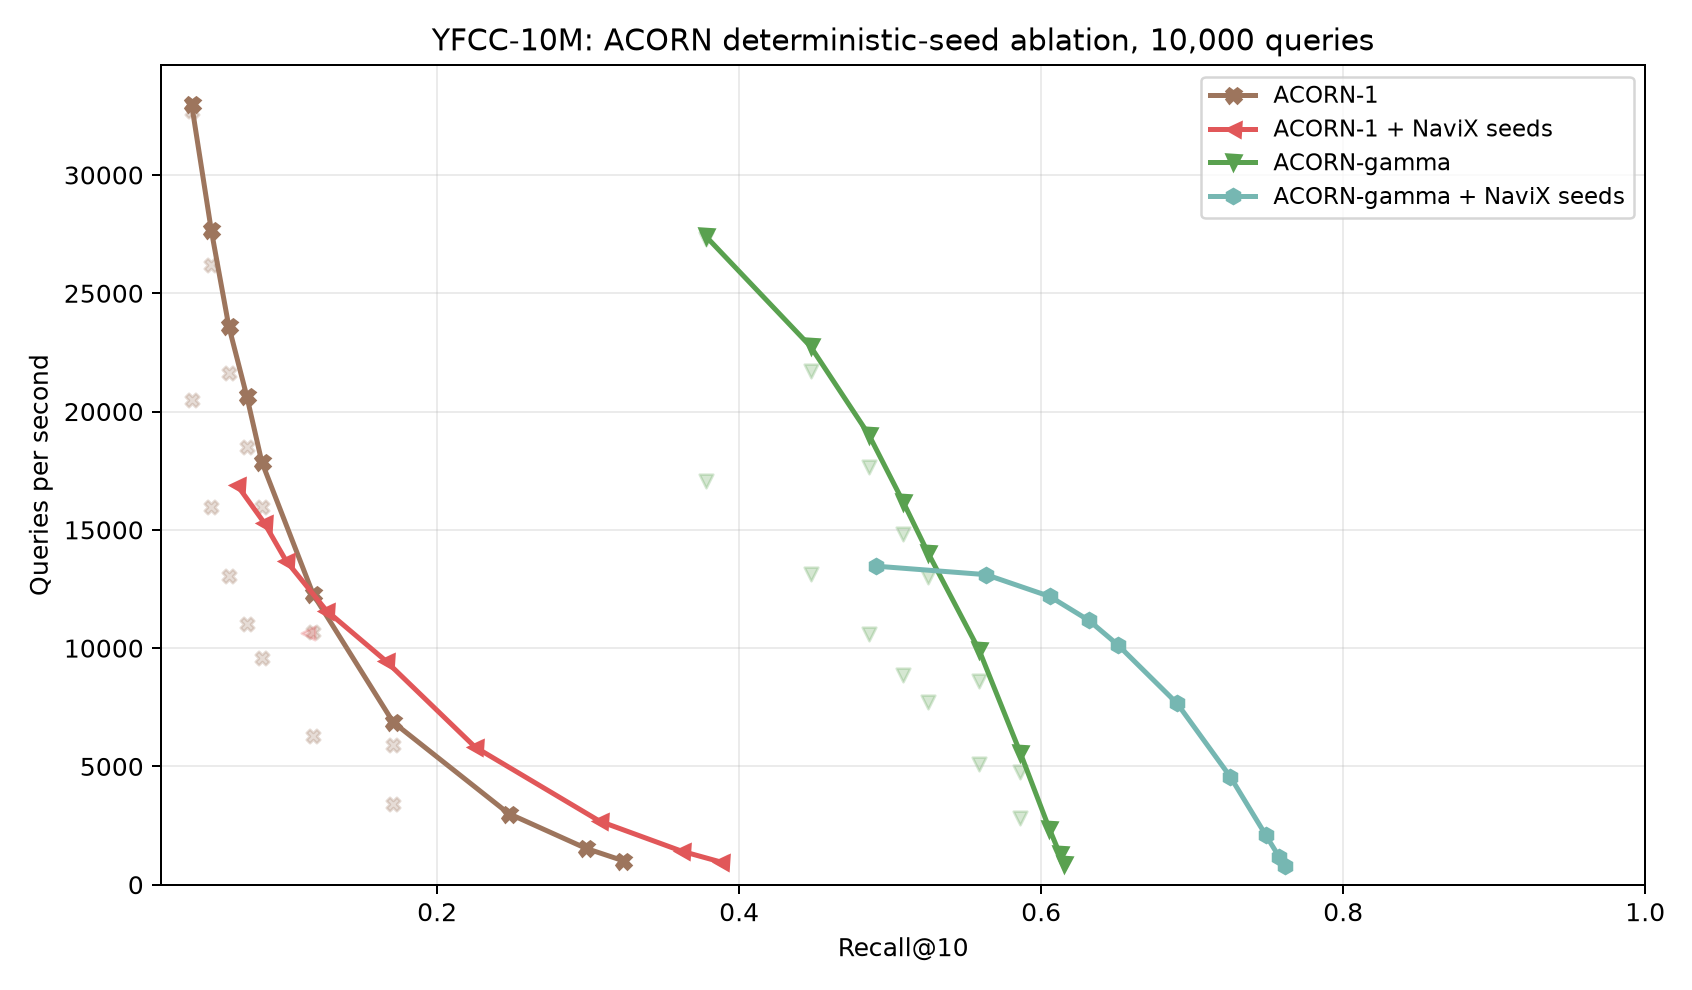 YFCC-10M: ACORN deterministic-seed ablation, 10,000 queries
ACORN-1
ACORN-1 + NaviX seeds
ACORN-gamma
ACORN-gamma + NaviX seeds
Queries per second
30000
25000
20000
15000
10000
5000
0
0.2
0.4
0.6
0.8
1.0
Recall@10